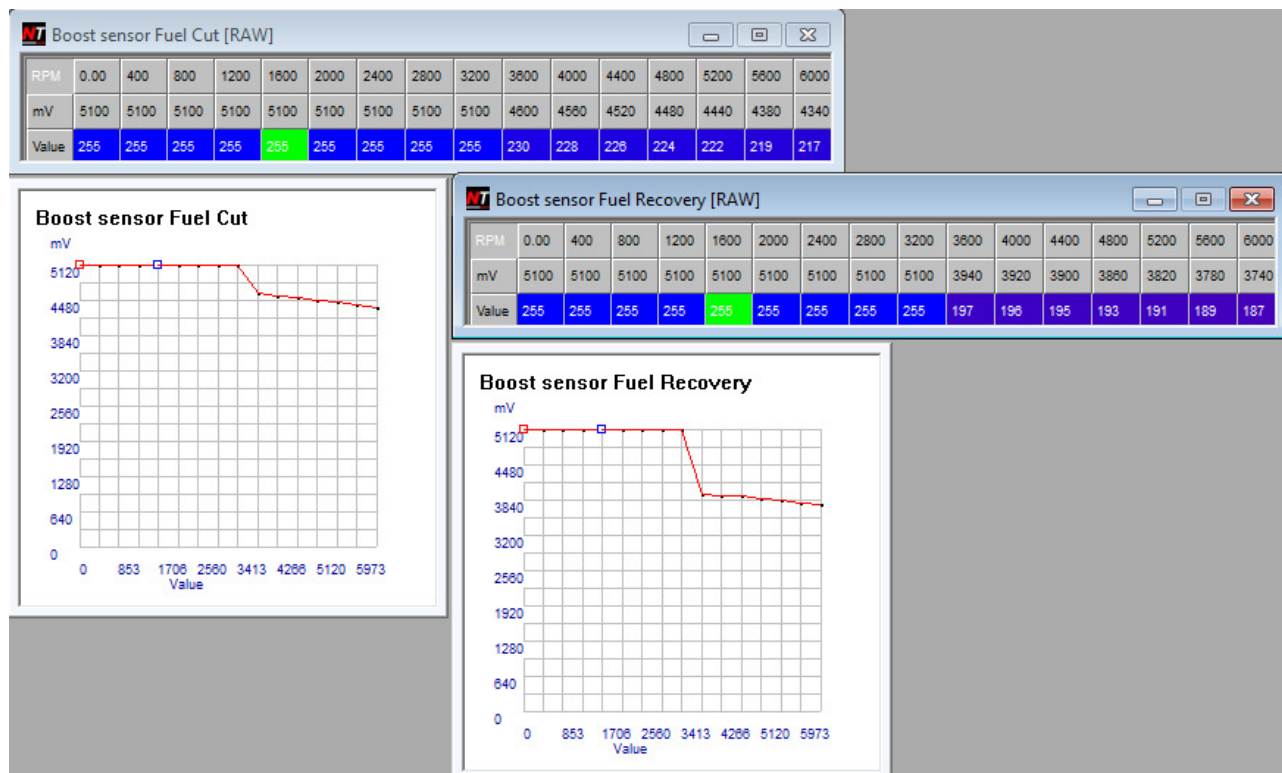 NT Boost sensor Fuel Cut [RAW]
RPM 0.00 400 800 1200 1600 2000 2400 2800 3200 3600 4000 4400 4800 5200 5600 6000
mV 5100 5100 5100 5100 5100 5100 5100 5100 5100 4600 4560 4520 4480 4440 4380 4340
Value 255 255 255 255 255 255 255 255 255 230 228 226 224 222 219 217
Boost sensor Fuel Cut
mV
5120
4480
3840
3200
2560
1920
1280
640
0
0 853 1706 2560 3413 4266 5120 5973
Value
NT Boost sensor Fuel Recovery [RAW]
RPM 0.00 400 800 1200 1600 2000 2400 2800 3200 3600 4000 4400 4800 5200 5600 6000
mV 5100 5100 5100 5100 5100 5100 5100 5100 5100 3940 3920 3900 3860 3820 3780 3740
Value 255 255 255 255 255 255 255 255 255 197 196 195 193 191 189 187
Boost sensor Fuel Recovery
mV
5120
4480
3840
3200
2560
1920
1280
640
0
0 853 1706 2560 3413 4266 5120 5973
Value